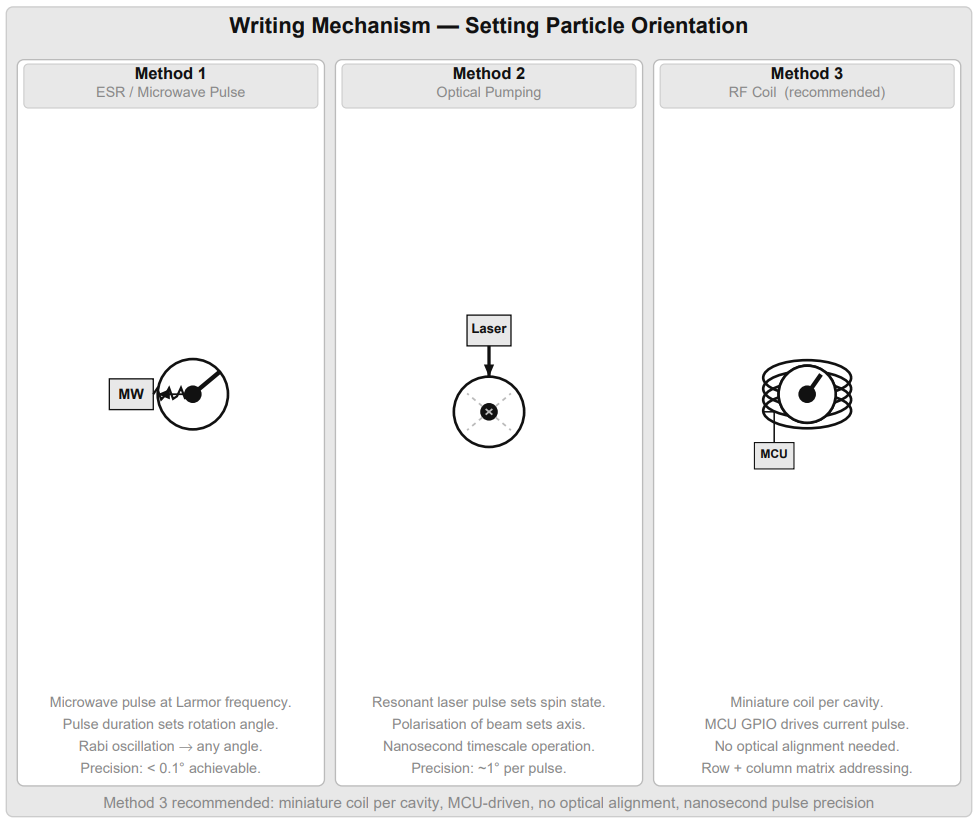 Writing Mechanism — Setting Particle Orientation
Method 1
ESR / Microwave Pulse
MW
Microwave pulse at Larmor frequency.
Pulse duration sets rotation angle.
Rabi oscillation → any angle.
Precision: < 0.1° achievable.
Method 2
Optical Pumping
Laser
Resonant laser pulse sets spin state.
Polarisation of beam sets axis.
Nanosecond timescale operation.
Precision: ~1° per pulse.
Method 3
RF Coil (recommended)
MCU
Miniature coil per cavity.
MCU GPIO drives current pulse.
No optical alignment needed.
Row + column matrix addressing.
Method 3 recommended: miniature coil per cavity, MCU-driven, no optical alignment, nanosecond pulse precision